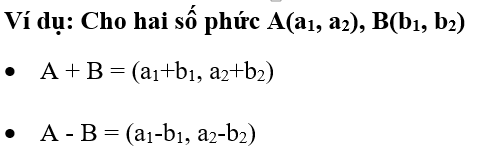 Ví dụ: Cho hai số phức A(a₁, a₂), B(b₁, b₂)
• A + B = (a₁+b₁, a₂+b₂)
• A - B = (a₁-b₁, a₂-b₂)